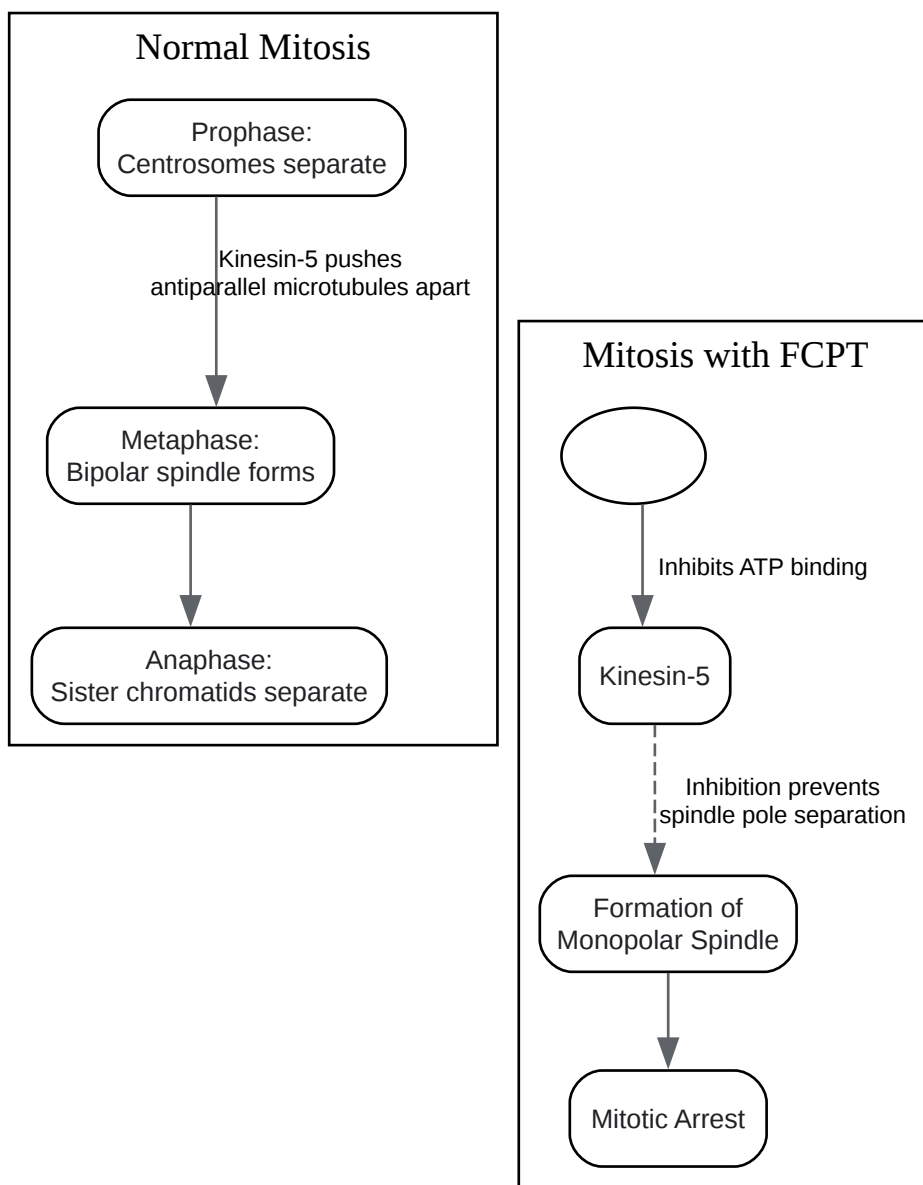 Normal Mitosis
Prophase:
Centrosomes separate
Kinesin-5 pushes
antiparallel microtubules apart
Metaphase:
Bipolar spindle forms
Anaphase:
Sister chromatids separate
Mitosis with FCPT
Inhibits ATP binding
Kinesin-5
Inhibition prevents
spindle pole separation
Formation of
Monopolar Spindle
Mitotic Arrest